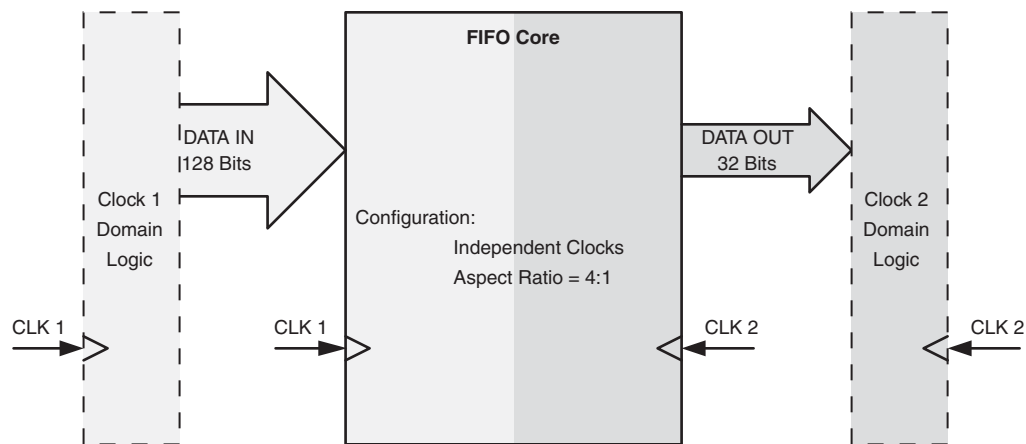 FIFO Core
DATA IN
128 Bits
DATA OUT
32 Bits
Clock 1
Domain
Logic
Configuration:
Independent Clocks
Aspect Ratio = 4:1
Clock 2
Domain
Logic
CLK 1
CLK 1
CLK 2
CLK 2